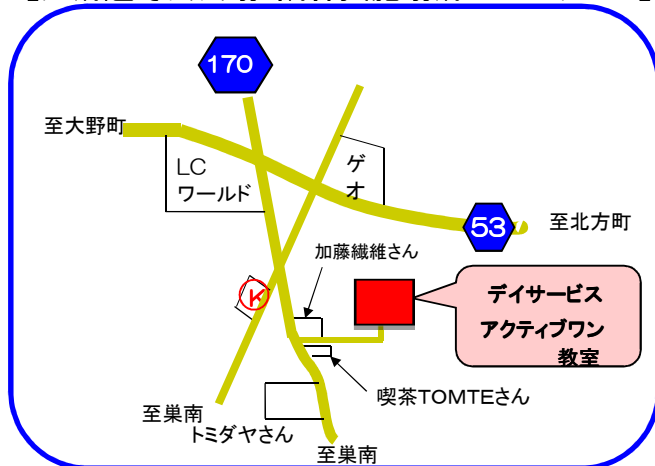 170
至大野町
LC
ワールド
ゲ
オ
53
至北方町
加藤繊維さん
K
デイサービス
アクティブワン
教室
喫茶TOMTEさん
至巣南
トミダヤさん
至巣南